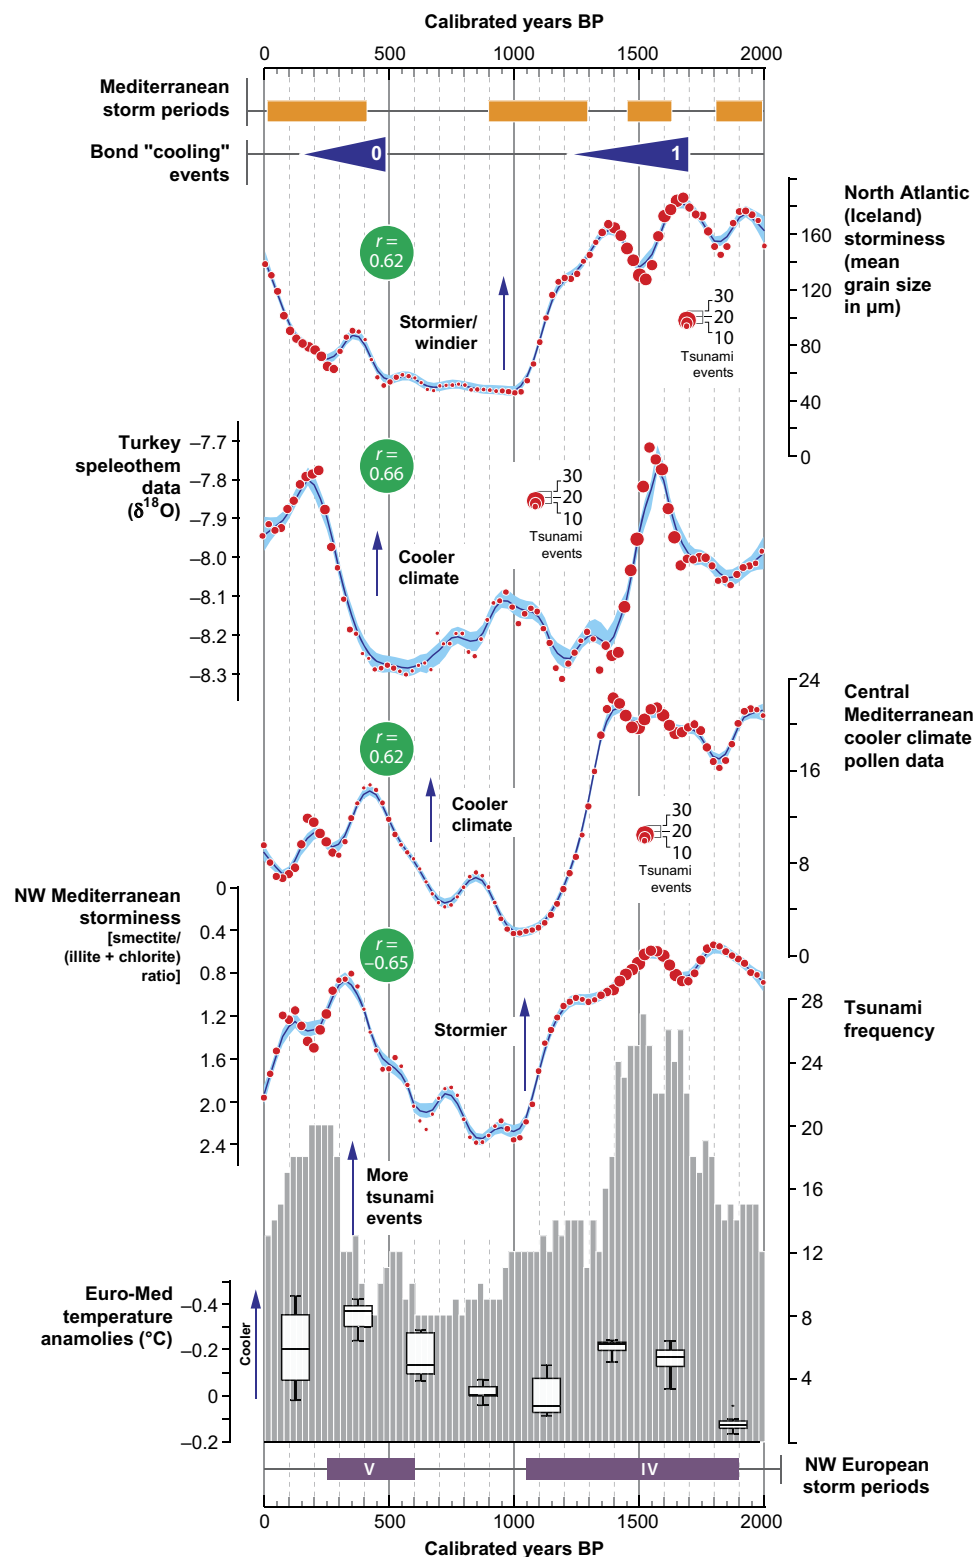 Calibrated years BP
0 500 1000 1500 2000
Mediterranean
storm periods
Bond "cooling"
events
0
1
North Atlantic
(Iceland)
storminess
(mean
grain size
in µm)
160
120
80
40
0
r =
0.62
Stormier/
windier
30
20
10
Tsunami
events
Turkey
speleothem
data
(δ18O)
–7.7
–7.8
–7.9
–8.0
–8.1
–8.2
–8.3
r =
0.66
Cooler
climate
30
20
10
Tsunami
events
24
16
8
0
Central
Mediterranean
cooler climate
pollen data
r =
0.62
Cooler
climate
30
20
10
Tsunami
events
NW Mediterranean
storminess
[smectite/
(illite + chlorite)
ratio]
0
0.4
0.8
1.2
1.6
2.0
2.4
r =
–0.65
Stormier
Tsunami
frequency
28
24
20
16
12
8
4
More
tsunami
events
Euro-Med
temperature
anamolies (°C)
Cooler
–0.4
–0.2
0
–0.2
V
IV
NW European
storm periods
0 500 1000 1500 2000
Calibrated years BP